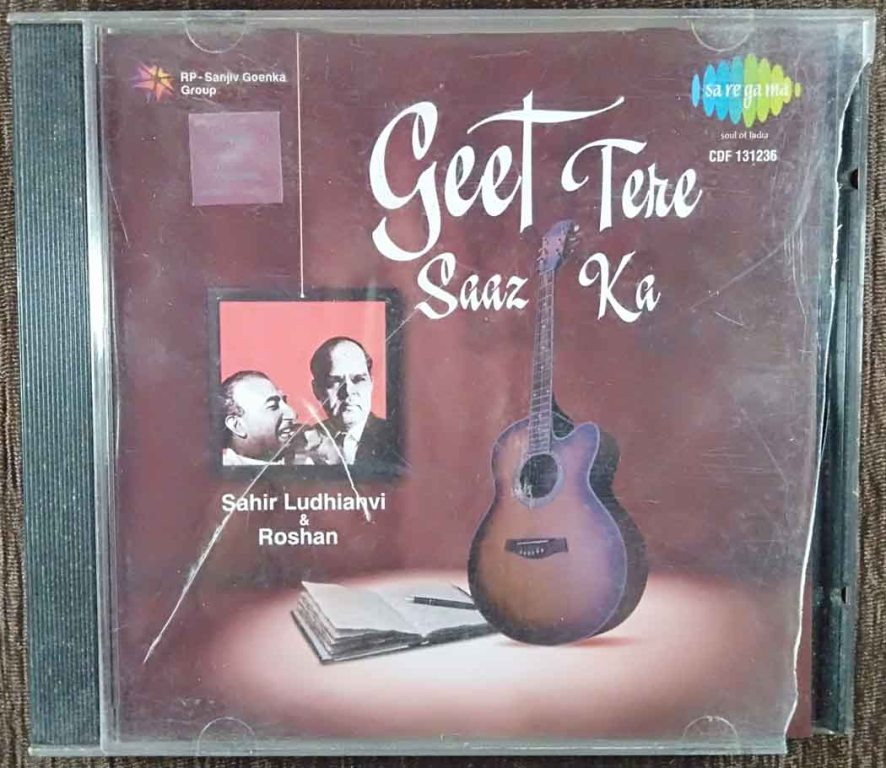 RP-Sanjiv Goenka
Group
sa re ga ma
soul of India
CDF 131236
Geet Tere
Saaz Ka
Sahir Ludhianvi
&
Roshan